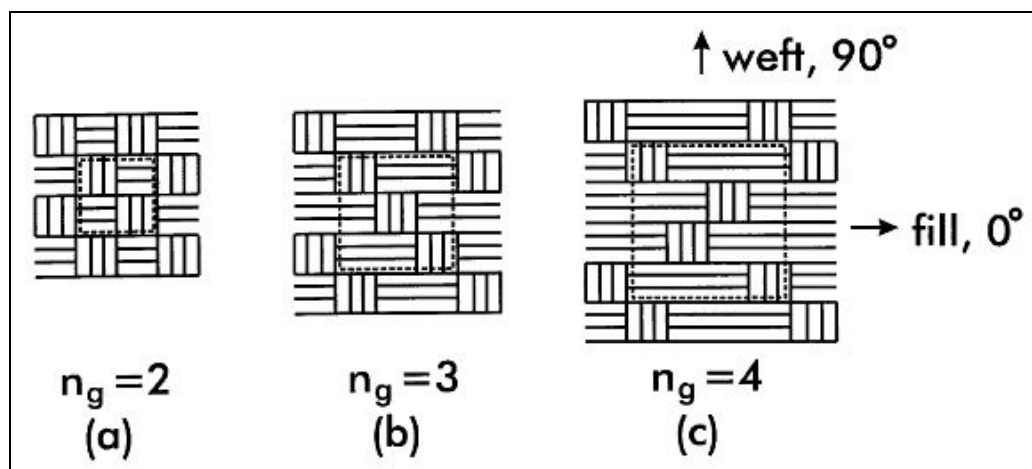 ↑ weft, 90°
→ fill, 0°
n_g = 2
(a)
n_g = 3
(b)
n_g = 4
(c)